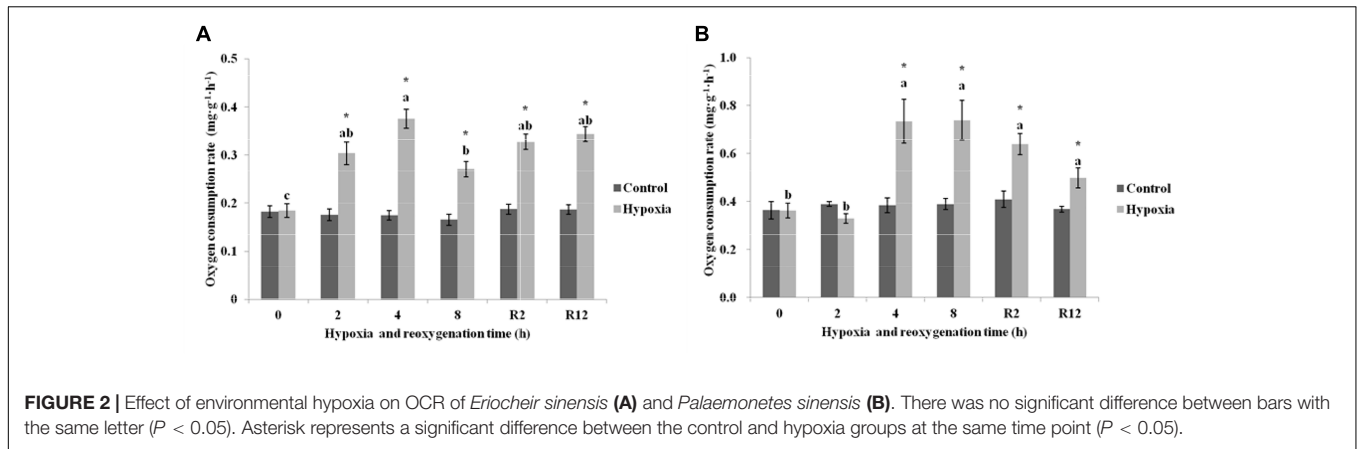 A
Oxygen consumption rate (mg·g⁻¹·h⁻¹)
0.5
0.4
0.3
0.2
0.1
0
c
*
ab
*
a
*
b
*
ab
*
ab
0 2 4 8 R2 R12
Hypoxia and reoxygenation time (h)
Control
Hypoxia
B
Oxygen consumption rate (mg·g⁻¹·h⁻¹)
1.0
0.8
0.6
0.4
0.2
0.0
b
b
*
a
*
a
*
a
*
a
0 2 4 8 R2 R12
Hypoxia and reoxygenation time (h)
Control
Hypoxia
FIGURE 2 | Effect of environmental hypoxia on OCR of Eriocheir sinensis (A) and Palaemonetes sinensis (B). There was no significant difference between bars with
the same letter (P < 0.05). Asterisk represents a significant difference between the control and hypoxia groups at the same time point (P < 0.05).